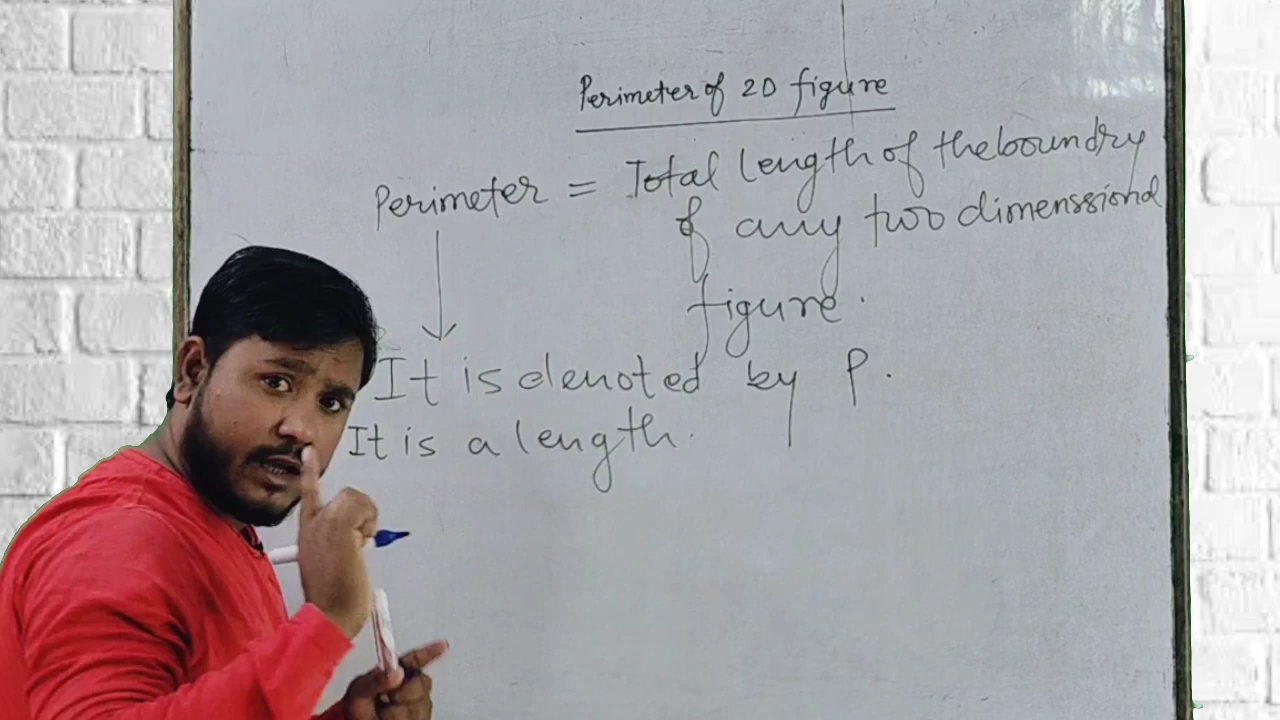 Perimeter of 2D figure
Perimeter = Total length of the boundry
of any two dimenssional
figure.
It is denoted by P.
It is a length.